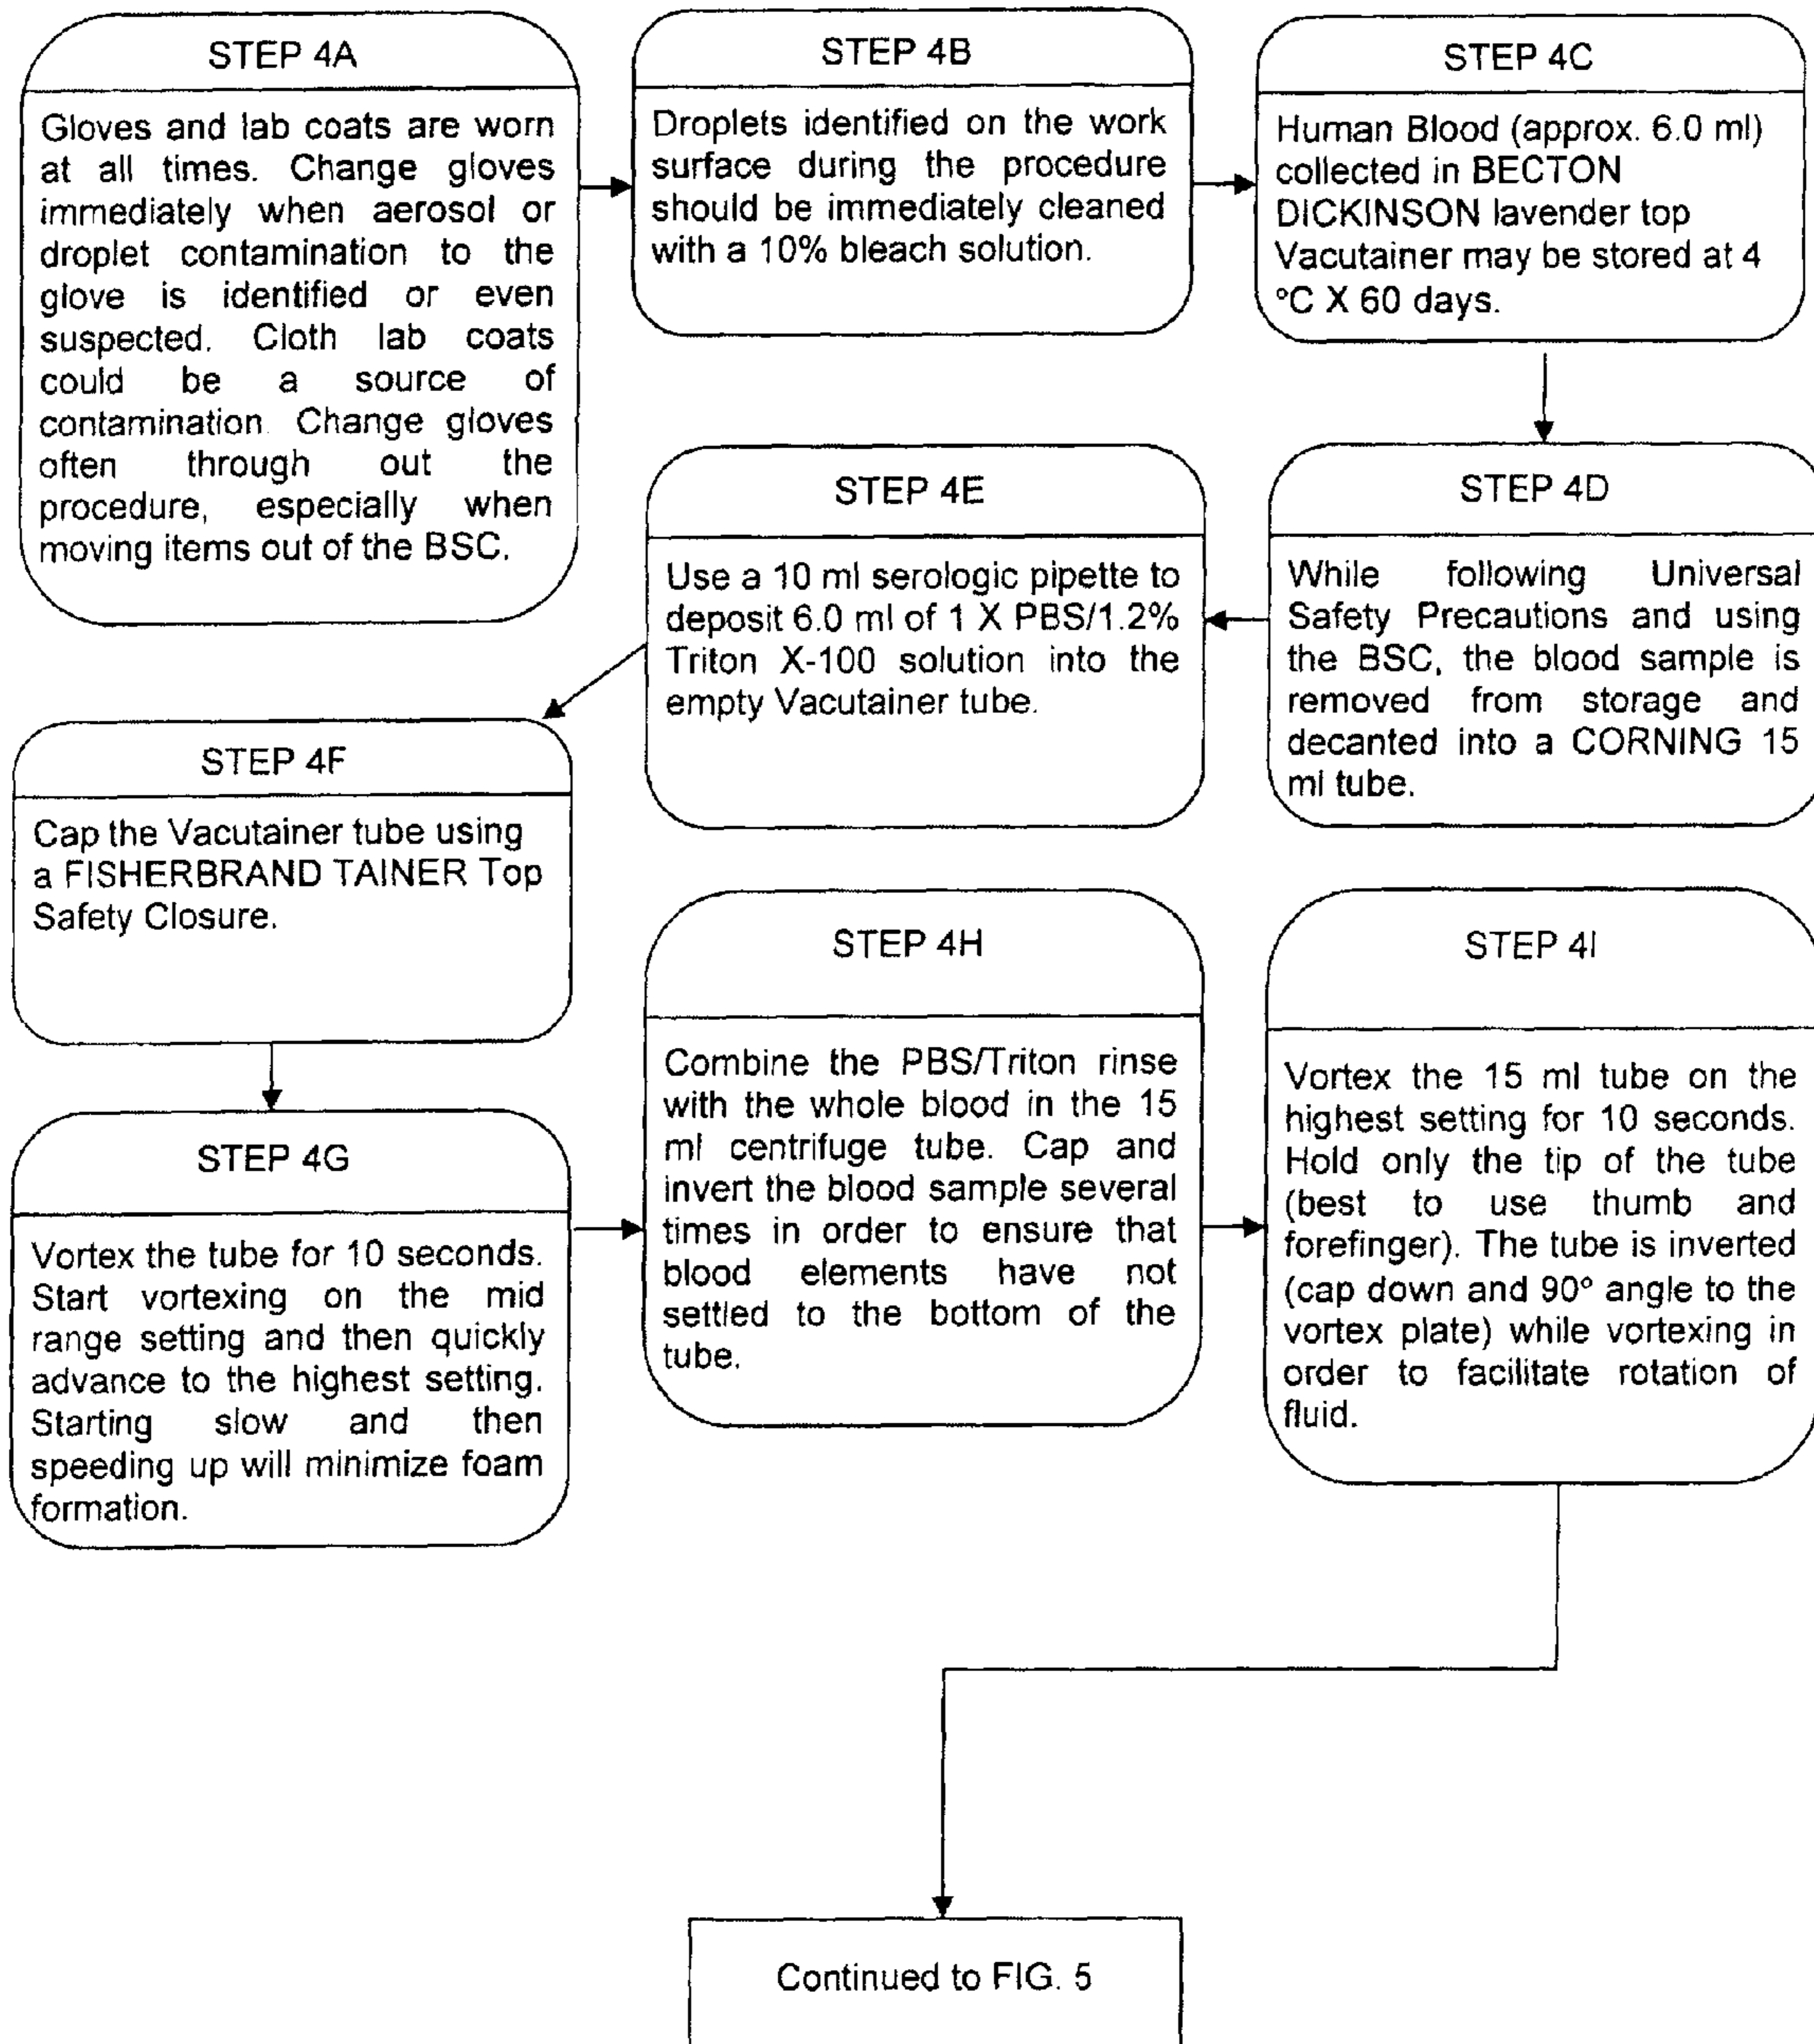 STEP 4A
Gloves and lab coats are worn
at all times. Change gloves
immediately when aerosol or
droplet contamination to the
glove is identified or even
suspected. Cloth lab coats
could be a source of
contamination. Change gloves
often through out the
procedure, especially when
moving items out of the BSC.
STEP 4B
Droplets identified on the work
surface during the procedure
should be immediately cleaned
with a 10% bleach solution.
STEP 4C
Human Blood (approx. 6.0 ml)
collected in BECTON
DICKINSON lavender top
Vacutainer may be stored at 4
°C X 60 days.
STEP 4D
While following Universal
Safety Precautions and using
the BSC, the blood sample is
removed from storage and
decanted into a CORNING 15
ml tube.
STEP 4E
Use a 10 ml serologic pipette to
deposit 6.0 ml of 1 X PBS/1.2%
Triton X-100 solution into the
empty Vacutainer tube.
STEP 4F
Cap the Vacutainer tube using
a FISHERBRAND TAINER Top
Safety Closure.
STEP 4G
Vortex the tube for 10 seconds.
Start vortexing on the mid
range setting and then quickly
advance to the highest setting.
Starting slow and then
speeding up will minimize foam
formation.
STEP 4H
Combine the PBS/Triton rinse
with the whole blood in the 15
ml centrifuge tube. Cap and
invert the blood sample several
times in order to ensure that
blood elements have not
settled to the bottom of the
tube.
STEP 4I
Vortex the 15 ml tube on the
highest setting for 10 seconds.
Hold only the tip of the tube
(best to use thumb and
forefinger). The tube is inverted
(cap down and 90° angle to the
vortex plate) while vortexing in
order to facilitate rotation of
fluid.
Continued to FIG. 5